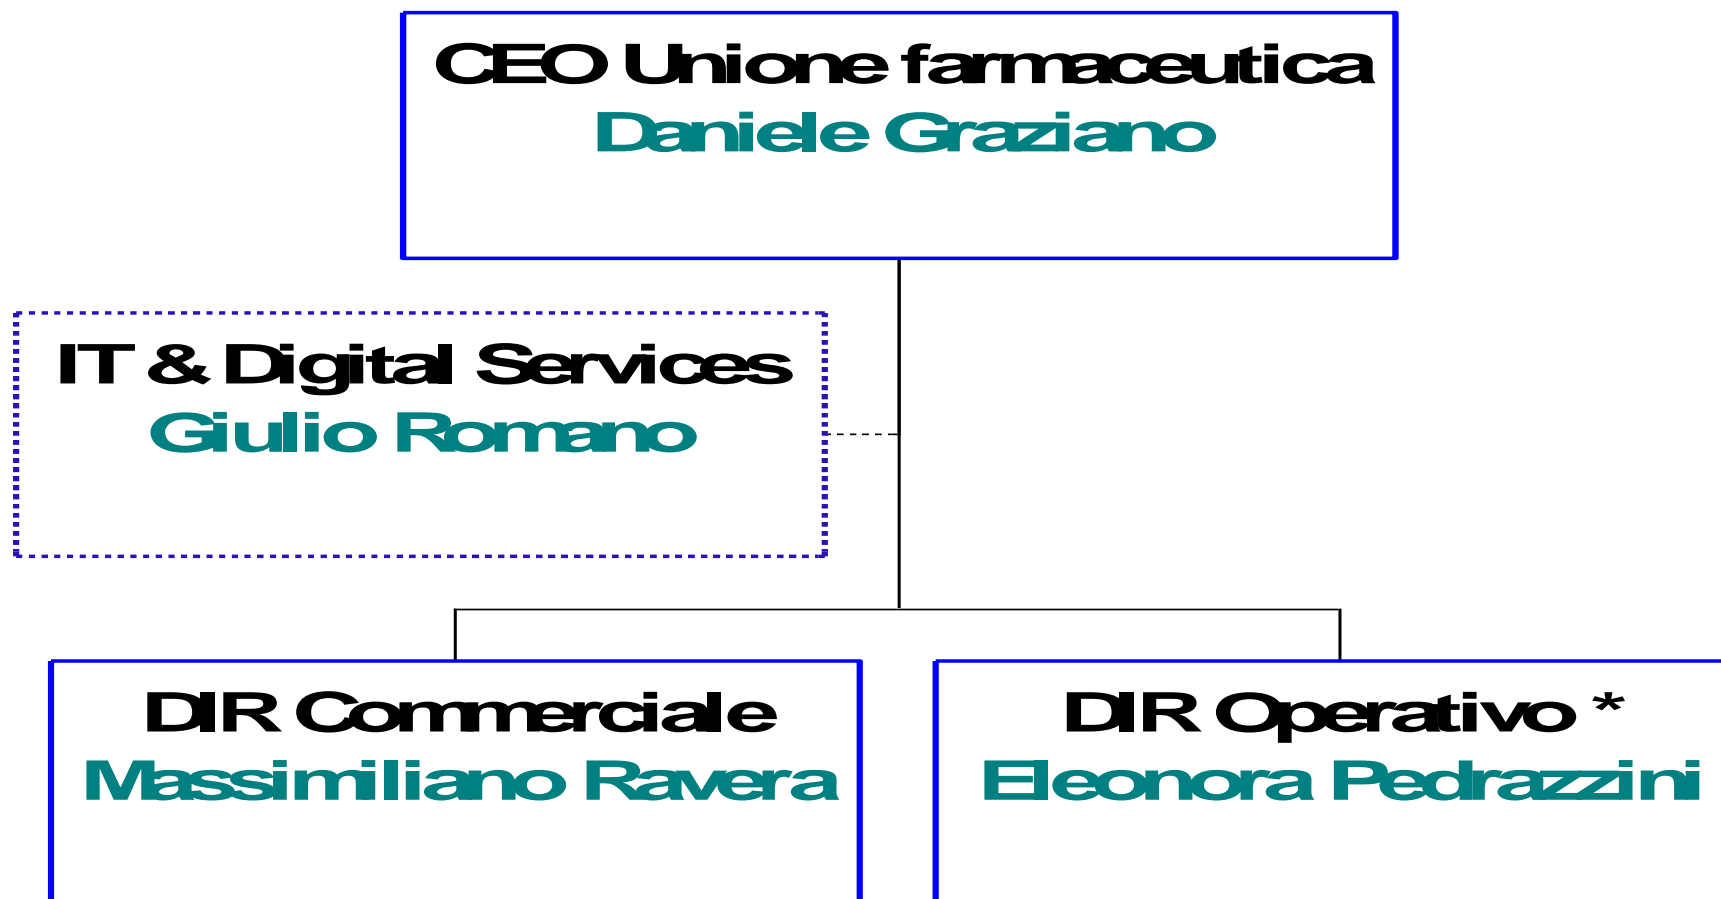 CEO Unione farmaceutica
Daniele Graziano
IT & Digital Services
Giulio Romano
DIR Commerciale
Massimiliano Ravera
DIR Operativo *
Eleonora Pedrazzini